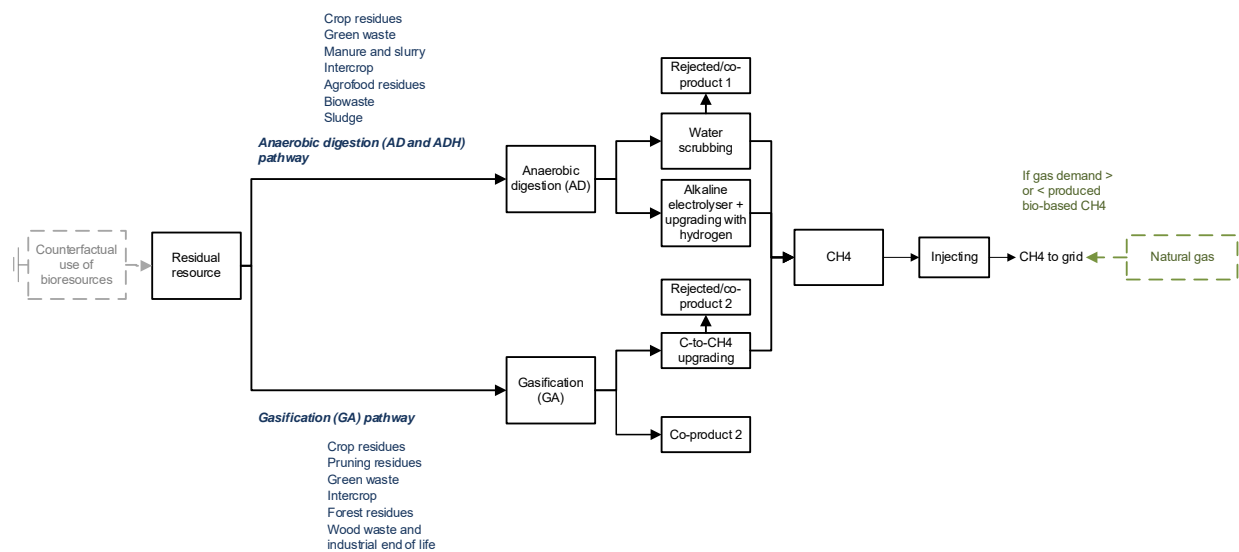 Crop residues
Green waste
Manure and slurry
Intercrop
Agrofood residues
Biowaste
Sludge
Anaerobic digestion (AD and ADH)
pathway
Counterfactual
use of
bioresources
Residual
resource
Anaerobic
digestion (AD)
Rejected/co-
product 1
Water
scrubbing
Alkaline
electrolyser +
upgrading with
hydrogen
Rejected/co-
product 2
C-to-CH4
upgrading
Gasification
(GA)
Co-product 2
CH4
Injecting
CH4 to grid
If gas demand >
or < produced
bio-based CH4
Natural gas
Gasification (GA) pathway
Crop residues
Pruning residues
Green waste
Intercrop
Forest residues
Wood waste and
industrial end of life